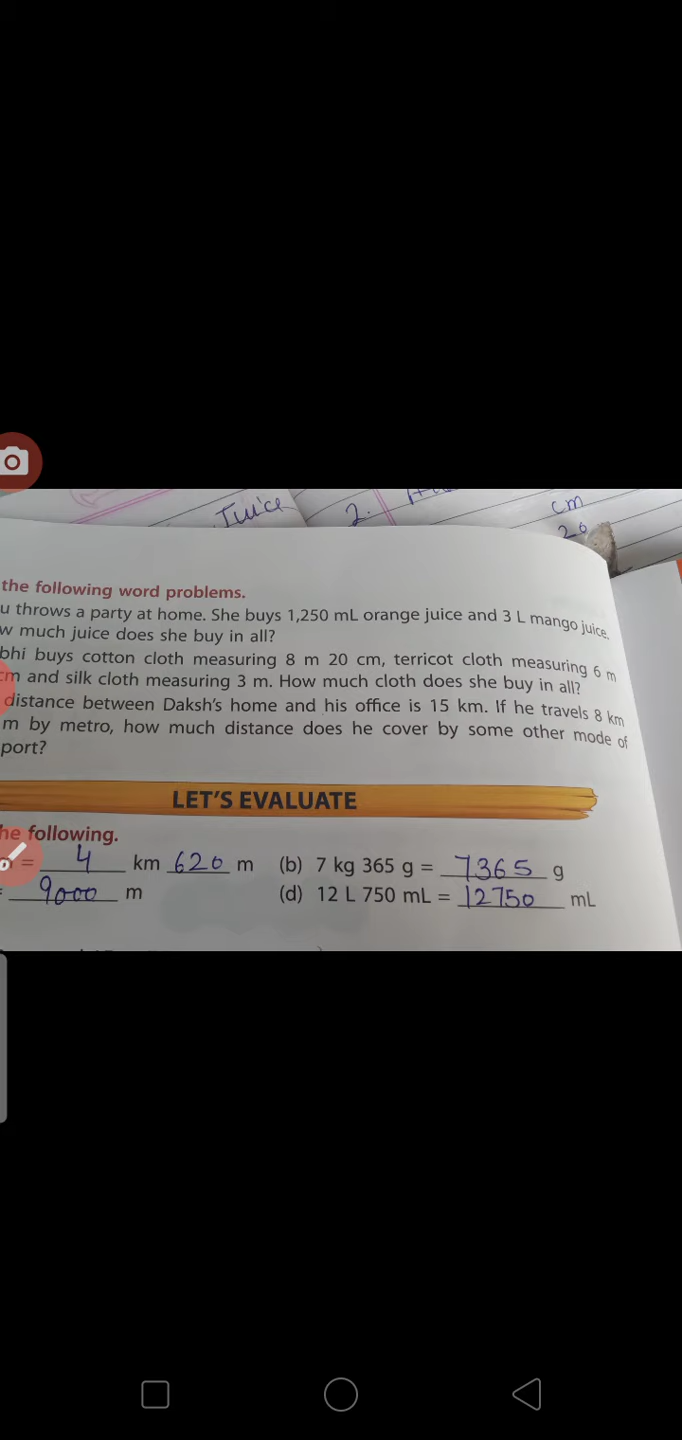 Juice 2. cm
20
the following word problems.
u throws a party at home. She buys 1,250 mL orange juice and 3 L mango juice.
w much juice does she buy in all?
bhi buys cotton cloth measuring 8 m 20 cm, terricot cloth measuring 6 m
cm and silk cloth measuring 3 m. How much cloth does she buy in all?
distance between Daksh's home and his office is 15 km. If he travels 8 km
m by metro, how much distance does he cover by some other mode of
port?
LET'S EVALUATE
he following.
= 4 km 620 m (b) 7 kg 365 g = 7365 g
= 9000 m (d) 12 L 750 mL = 12750 mL